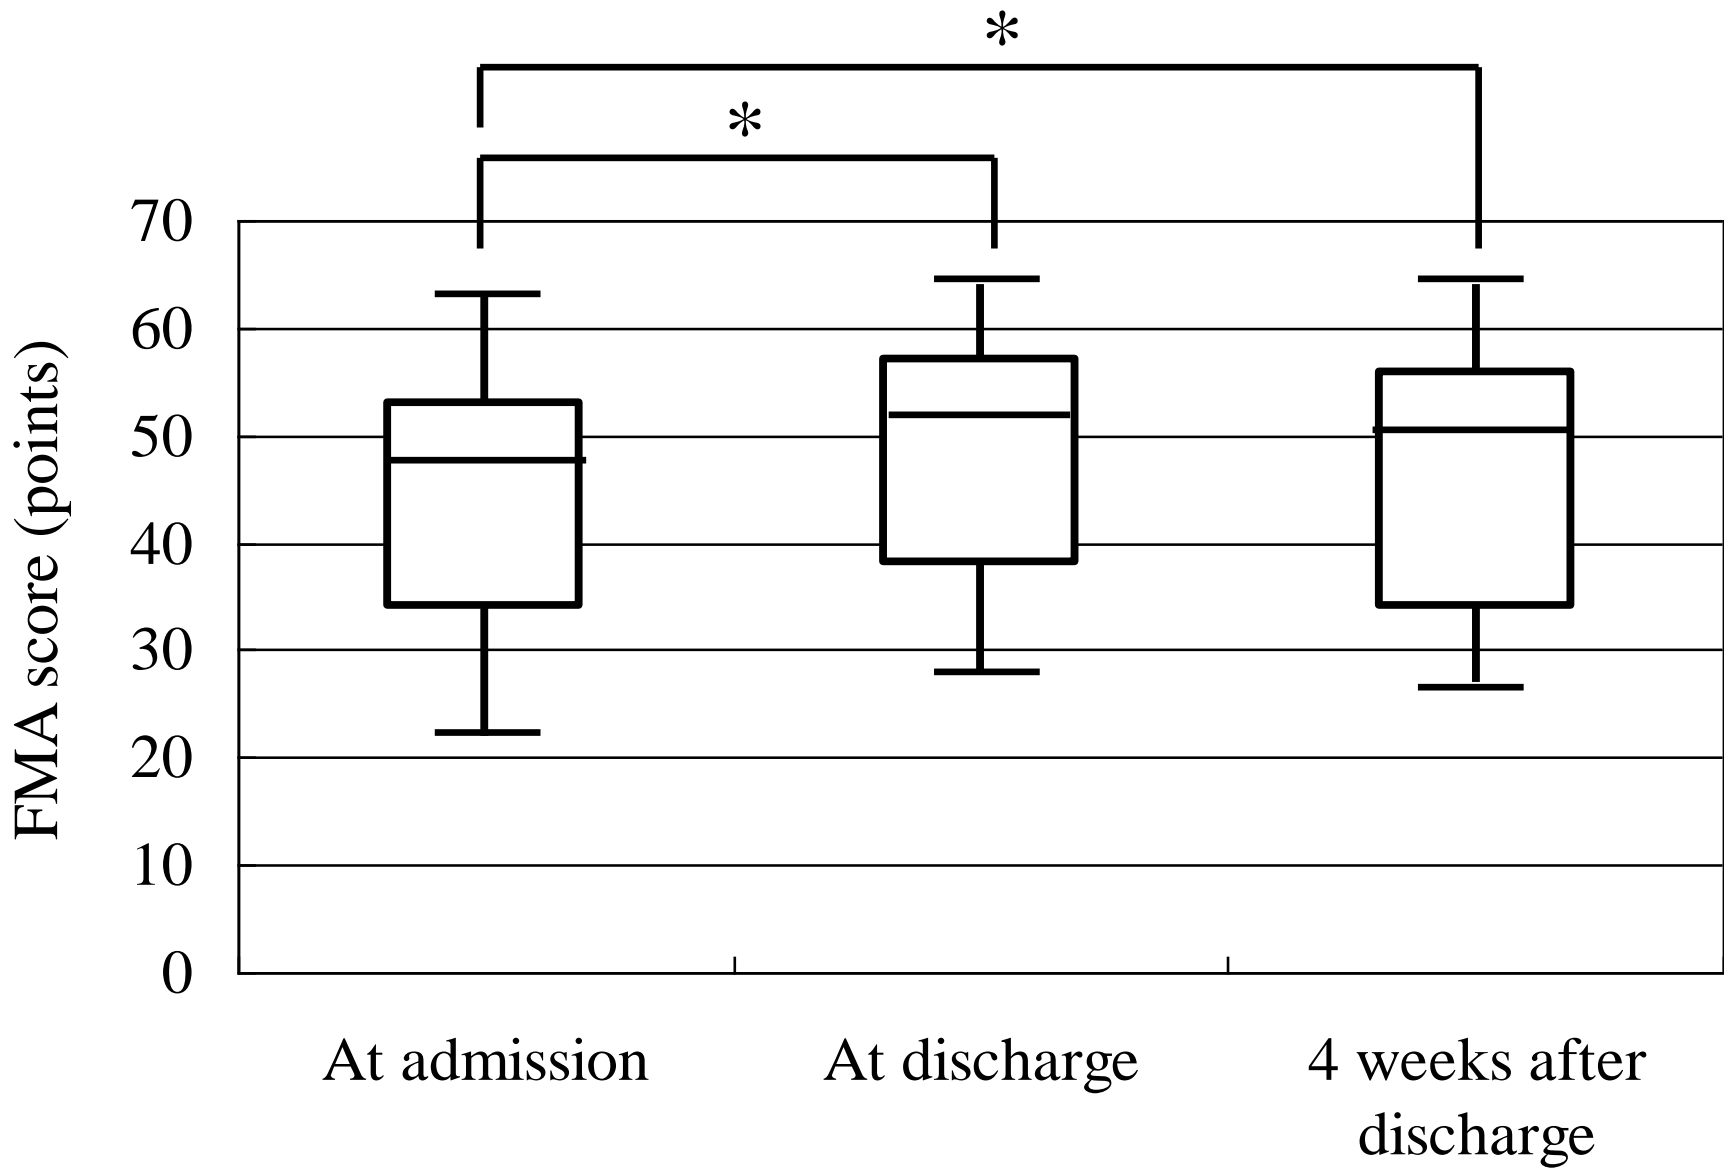 *
*
70
60
50
40
30
20
10
0
FMA score (points)
At admission
At discharge
4 weeks after
discharge